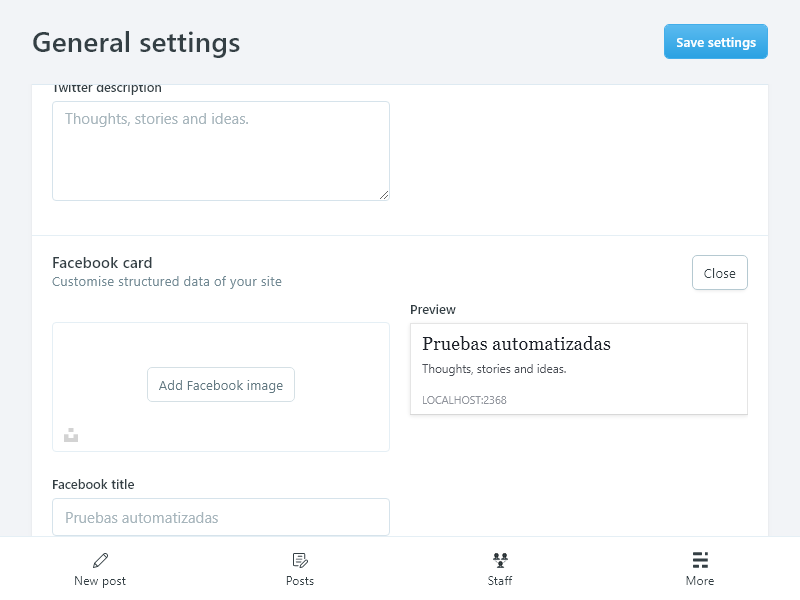 General settings
Save settings
Twitter description
Thoughts, stories and ideas.
Facebook card
Customise structured data of your site
Close
Preview
Pruebas automatizadas
Thoughts, stories and ideas.
LOCALHOST:2368
Add Facebook image
Facebook title
Pruebas automatizadas
New post
Posts
Staff
More